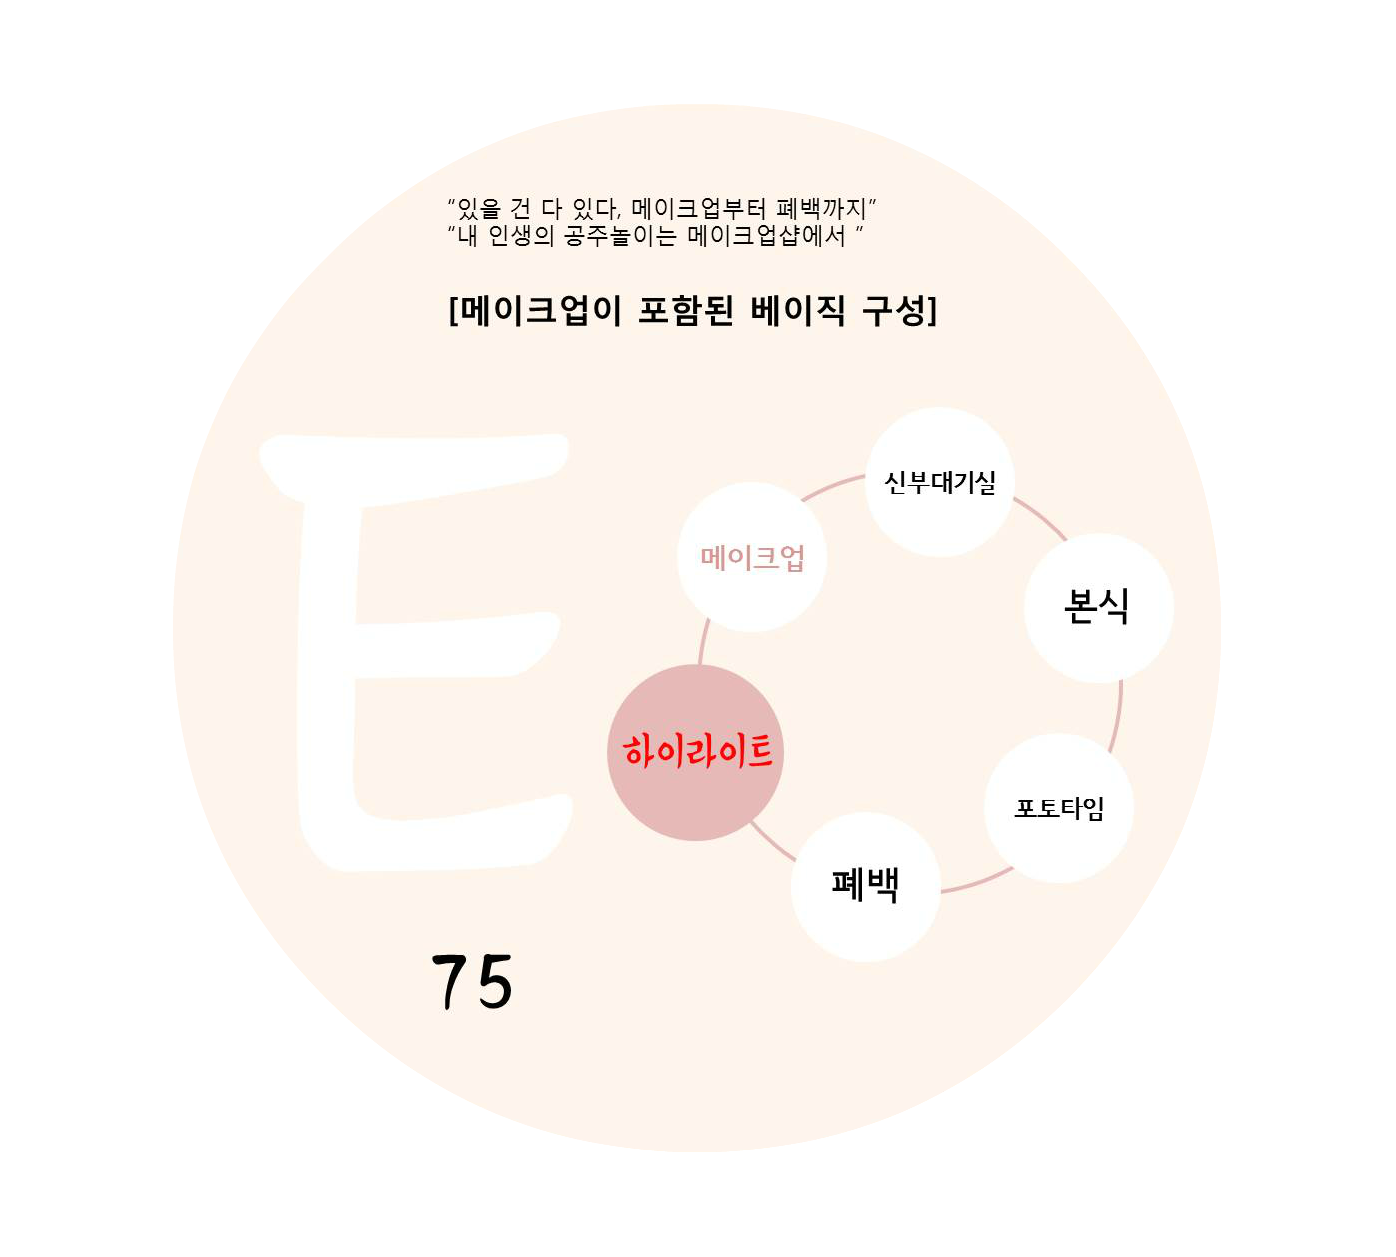 “있을 건 다 있다, 메이크업부터 폐백까지”
“내 인생의 공주놀이는 메이크업샵에서 ”
[메이크업이 포함된 베이직 구성]
E
신부대기실
메이크업
본식
하이라이트
포토타임
폐백
75